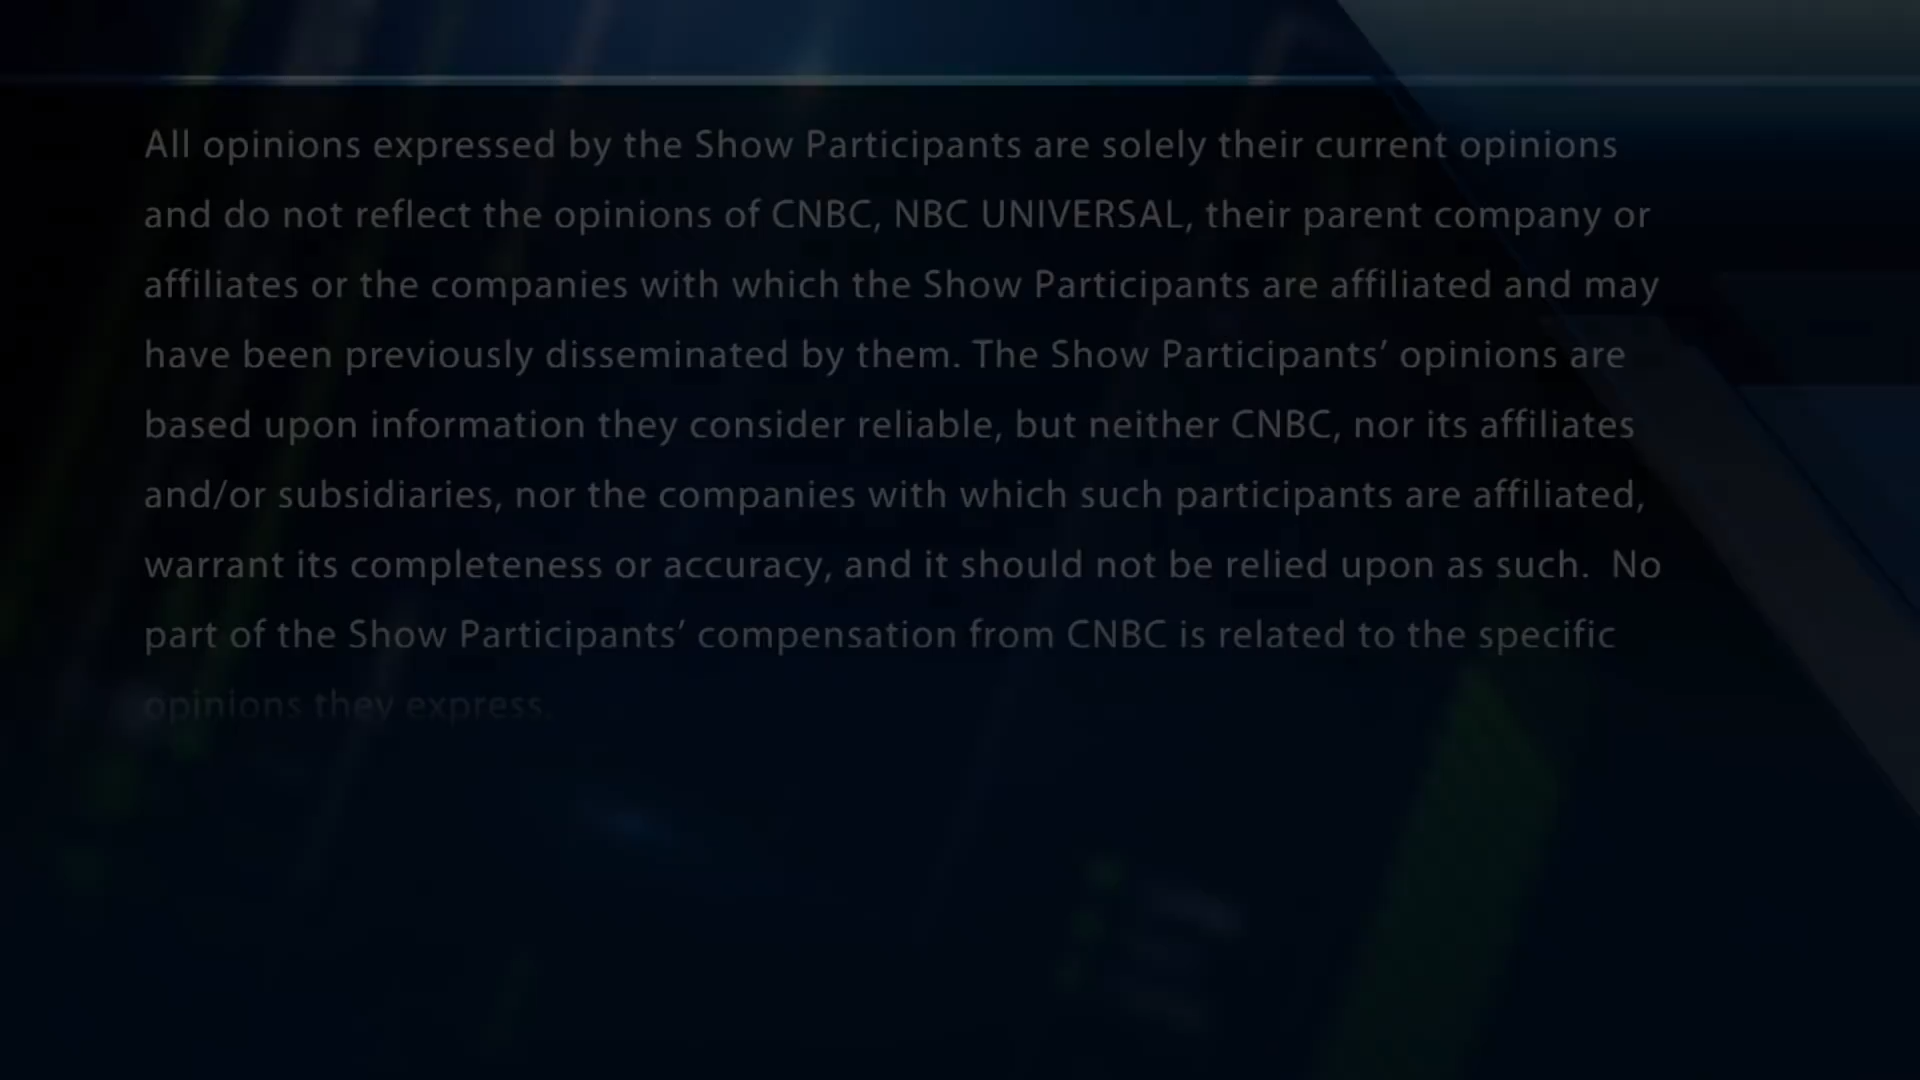 All opinions expressed by the Show Participants are solely their current opinions
and do not reflect the opinions of CNBC, NBC UNIVERSAL, their parent company or
affiliates or the companies with which the Show Participants are affiliated and may
have been previously disseminated by them. The Show Participants’ opinions are
based upon information they consider reliable, but neither CNBC, nor its affiliates
and/or subsidiaries, nor the companies with which such participants are affiliated,
warrant its completeness or accuracy, and it should not be relied upon as such.  No
part of the Show Participants’ compensation from CNBC is related to the specific
opinions they express.